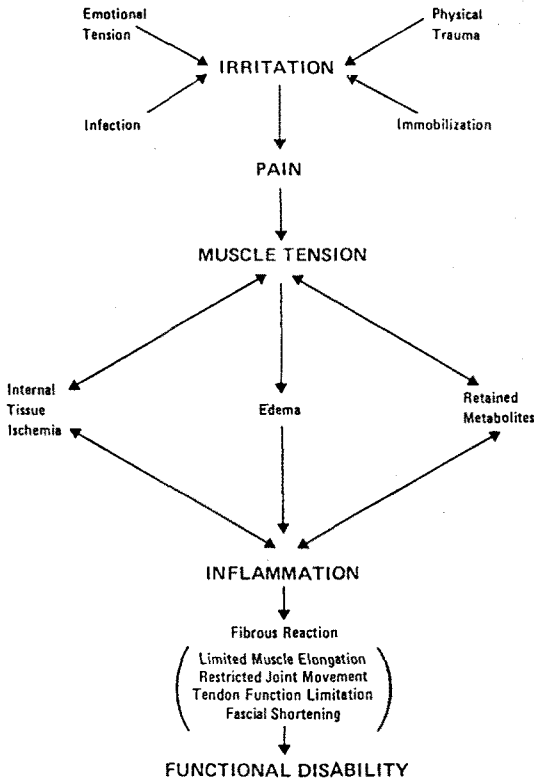 Emotional
Tension
Physical
Trauma
IRRITATION
Infection
Immobilization
PAIN
MUSCLE TENSION
Internal
Tissue
Ischemia
Edema
Retained
Metabolites
INFLAMMATION
Fibrous Reaction
Limited Muscle Elongation
Restricted Joint Movement
Tendon Function Limitation
Fascial Shortening
FUNCTIONAL DISABILITY